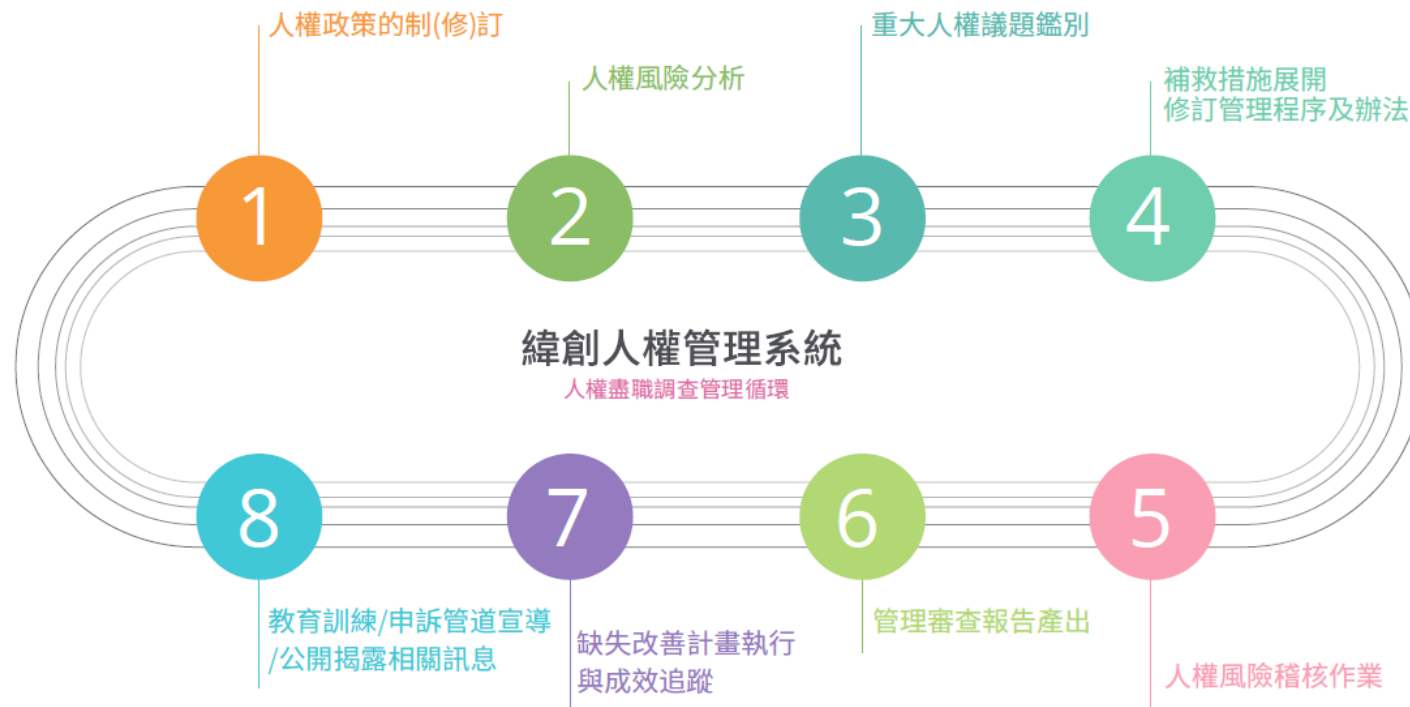 人權政策的制(修)訂
人權風險分析
重大人權議題鑑別
補救措施展開
修訂管理程序及辦法
1
2
3
4
緯創人權管理系統
人權盡職調查管理循環
8
7
6
5
教育訓練/申訴管道宣導
/公開揭露相關訊息
缺失改善計畫執行
與成效追蹤
管理審查報告產出
人權風險稽核作業